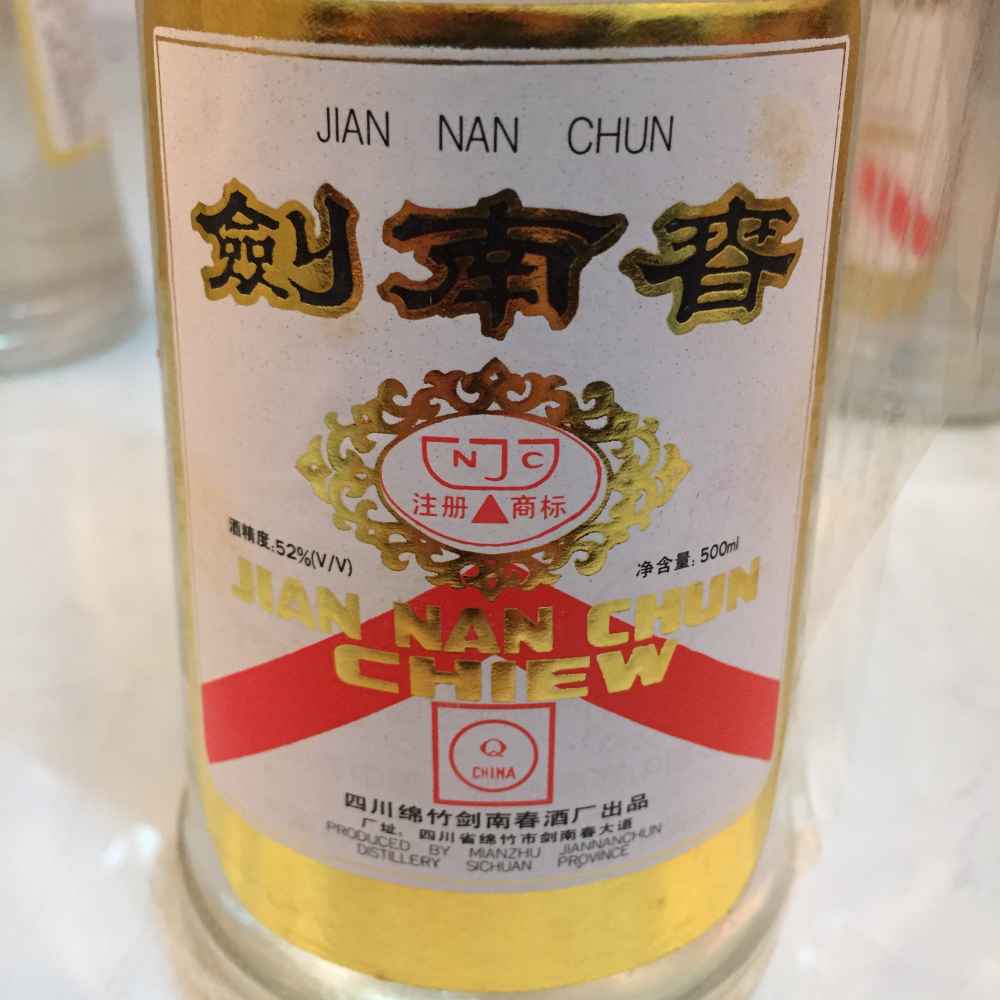 JIAN NAN CHUN
劍南春
NJC
注册 商标
酒精度:52%(V/V)
净含量: 500ml
JIAN NAN CHUN
CHIEW
Q
CHINA
四川绵竹剑南春酒厂出品
厂址: 四川省绵竹市剑南春大道
PRODUCED BY MIANZHU JIANNANCHUN
DISTILLERY SICHUAN PROVINCE